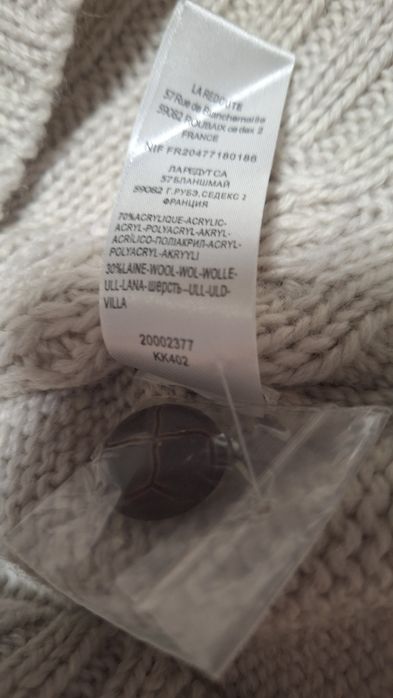 LA REDOUTE
57 Rue de Blanchemaille
59082 ROUBAIX cedex 2
FRANCE
NIF FR20477180186
ЛАРЕДУТ СА
57 БЛАНШМАЙ
59082 Г.РУБЭ, СЕДЕКС 2
ФРАНЦИЯ
70%ACRYLIQUE-ACRYLIC-
ACRYL-POLYACRYL-AKRYL-
ACRÍLICO-ПОЛІАКРИЛ-ACRYL-
POLYACRYL-AKRYYLI
30%LAINE-WOOL-WOL-WOLLE-
ULL-LANA-шерсть-ULL-ULD-
VILLA
20002377
KK402